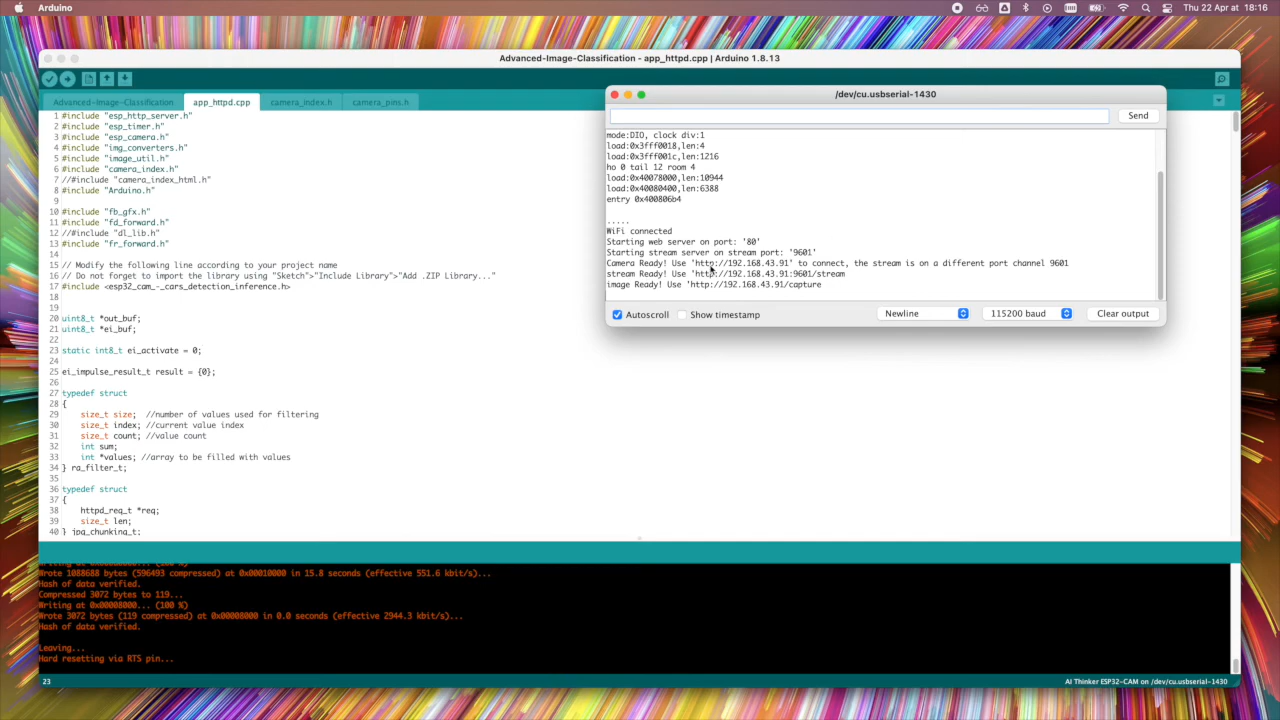 Arduino
Thu 22 Apr at 18:16
Advanced-Image-Classification - app_httpd.cpp | Arduino 1.8.13
Advanced-Image-Classification
app_httpd.cpp
camera_index.h
camera_pins.h
1 #include "esp_http_server.h"
2 #include "esp_timer.h"
3 #include "esp_camera.h"
4 #include "img_converters.h"
5 #include "image_util.h"
6 #include "camera_index.h"
7 //#include "camera_index_html.h"
8 #include "Arduino.h"
9
10 #include "fb_gfx.h"
11 #include "fd_forward.h"
12 //#include "dl_lib.h"
13 #include "fr_forward.h"
14
15 // Modify the following line according to your project name
16 // Do not forget to import the library using "Sketch">"Include Library">"Add .ZIP Library..."
17 #include <esp32_cam_-_cars_detection_inference.h>
18
19
20 uint8_t *out_buf;
21 uint8_t *ei_buf;
22
23 static int8_t ei_activate = 0;
24
25 ei_impulse_result_t result = {0};
26
27 typedef struct
28 {
29 size_t size; //number of values used for filtering
30 size_t index; //current value index
31 size_t count; //value count
32 int sum;
33 int *values; //array to be filled with values
34 } ra_filter_t;
35
36 typedef struct
37 {
38 httpd_req_t *req;
39 size_t len;
40 } jpg_chunking_t;
/dev/cu.usbserial-1430
Send
mode:DIO, clock div:1
load:0x3fff0018,len:4
load:0x3fff001c,len:1216
ho 0 tail 12 room 4
load:0x40078000,len:10944
load:0x40080400,len:6388
entry 0x400806b4
.....
WiFi connected
Starting web server on port: '80'
Starting stream server on stream port: '9601'
Camera Ready! Use 'http://192.168.43.91' to connect, the stream is on a different port channel 9601
stream Ready! Use 'http://192.168.43.91:9601/stream
image Ready! Use 'http://192.168.43.91/capture
Autoscroll
Show timestamp
Newline
115200 baud
Clear output
Wrote 1088688 bytes (596493 compressed) at 0x00010000 in 15.8 seconds (effective 551.6 kbit/s)...
Hash of data verified.
Compressed 3072 bytes to 119...
Writing at 0x00008000... (100 %)
Wrote 3072 bytes (119 compressed) at 0x00008000 in 0.0 seconds (effective 2944.3 kbit/s)...
Hash of data verified.

Leaving...
Hard resetting via RTS pin...
23
AI Thinker ESP32-CAM on /dev/cu.usbserial-1430